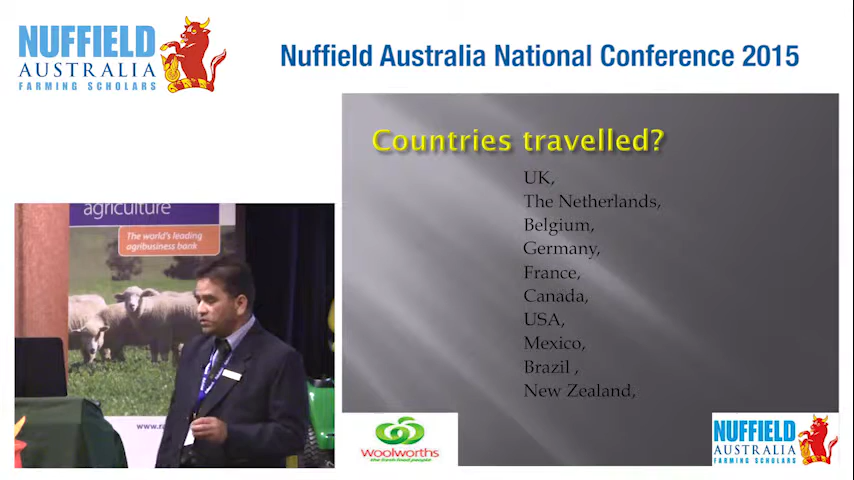 NUFFIELD
AUSTRALIA
FARMING SCHOLARS
Nuffield Australia National Conference 2015
Countries travelled?
UK,
The Netherlands,
Belgium,
Germany,
France,
Canada,
USA,
Mexico,
Brazil ,
New Zealand,
agriculture
The world's leading
agribusiness bank
www.ra
woolworths
the fresh food people
NUFFIELD
AUSTRALIA
FARMING SCHOLARS